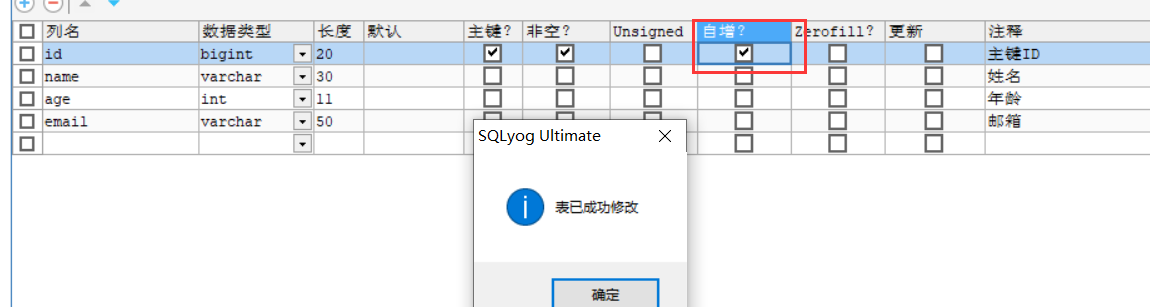 列名 数据类型 长度 默认 主键? 非空? Unsigned 自增? Zerofill? 更新 注释
id bigint 20 主键ID
name varchar 30 姓名
age int 11 年龄
email varchar 50 邮箱
SQLyog Ultimate
表已成功修改
确定